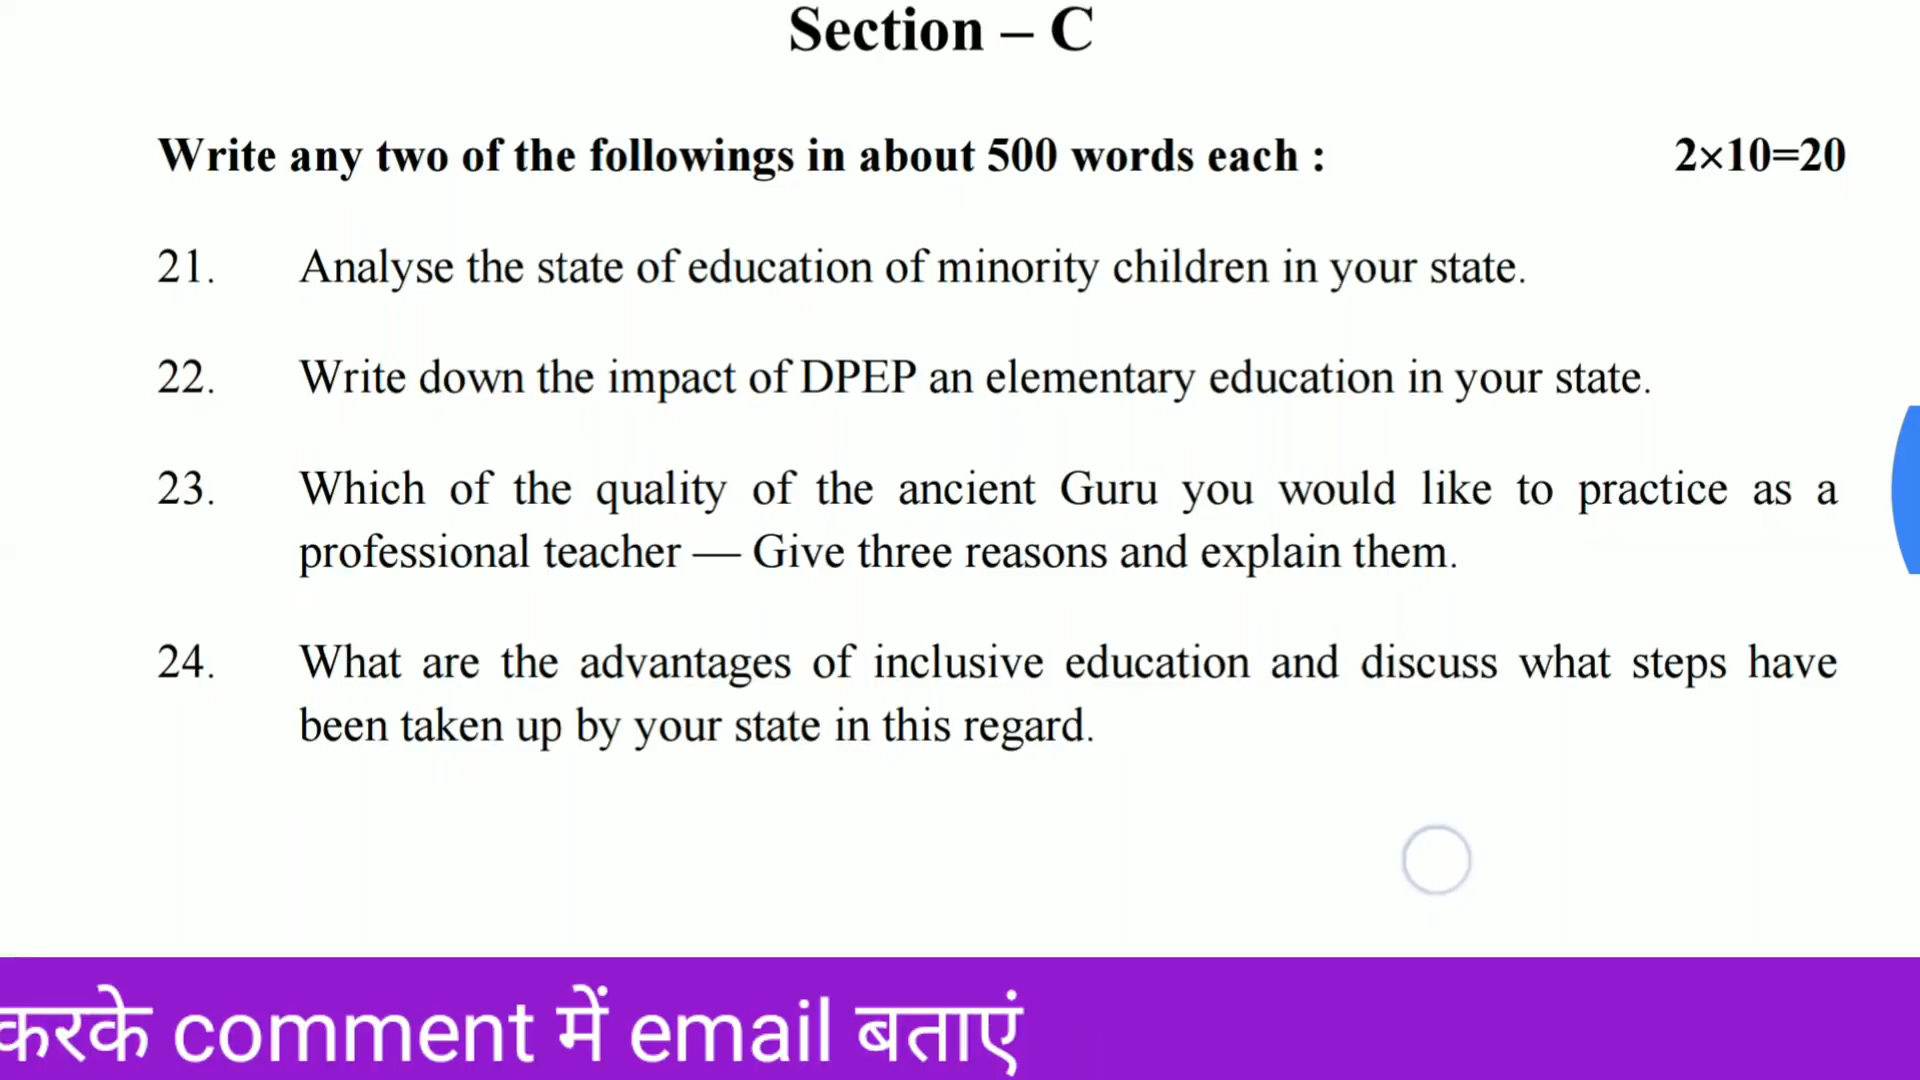 Section – C
Write any two of the followings in about 500 words each : 2×10=20
21. Analyse the state of education of minority children in your state.
22. Write down the impact of DPEP an elementary education in your state.
23. Which of the quality of the ancient Guru you would like to practice as a
professional teacher — Give three reasons and explain them.
24. What are the advantages of inclusive education and discuss what steps have
been taken up by your state in this regard.
करके comment में email बताएं